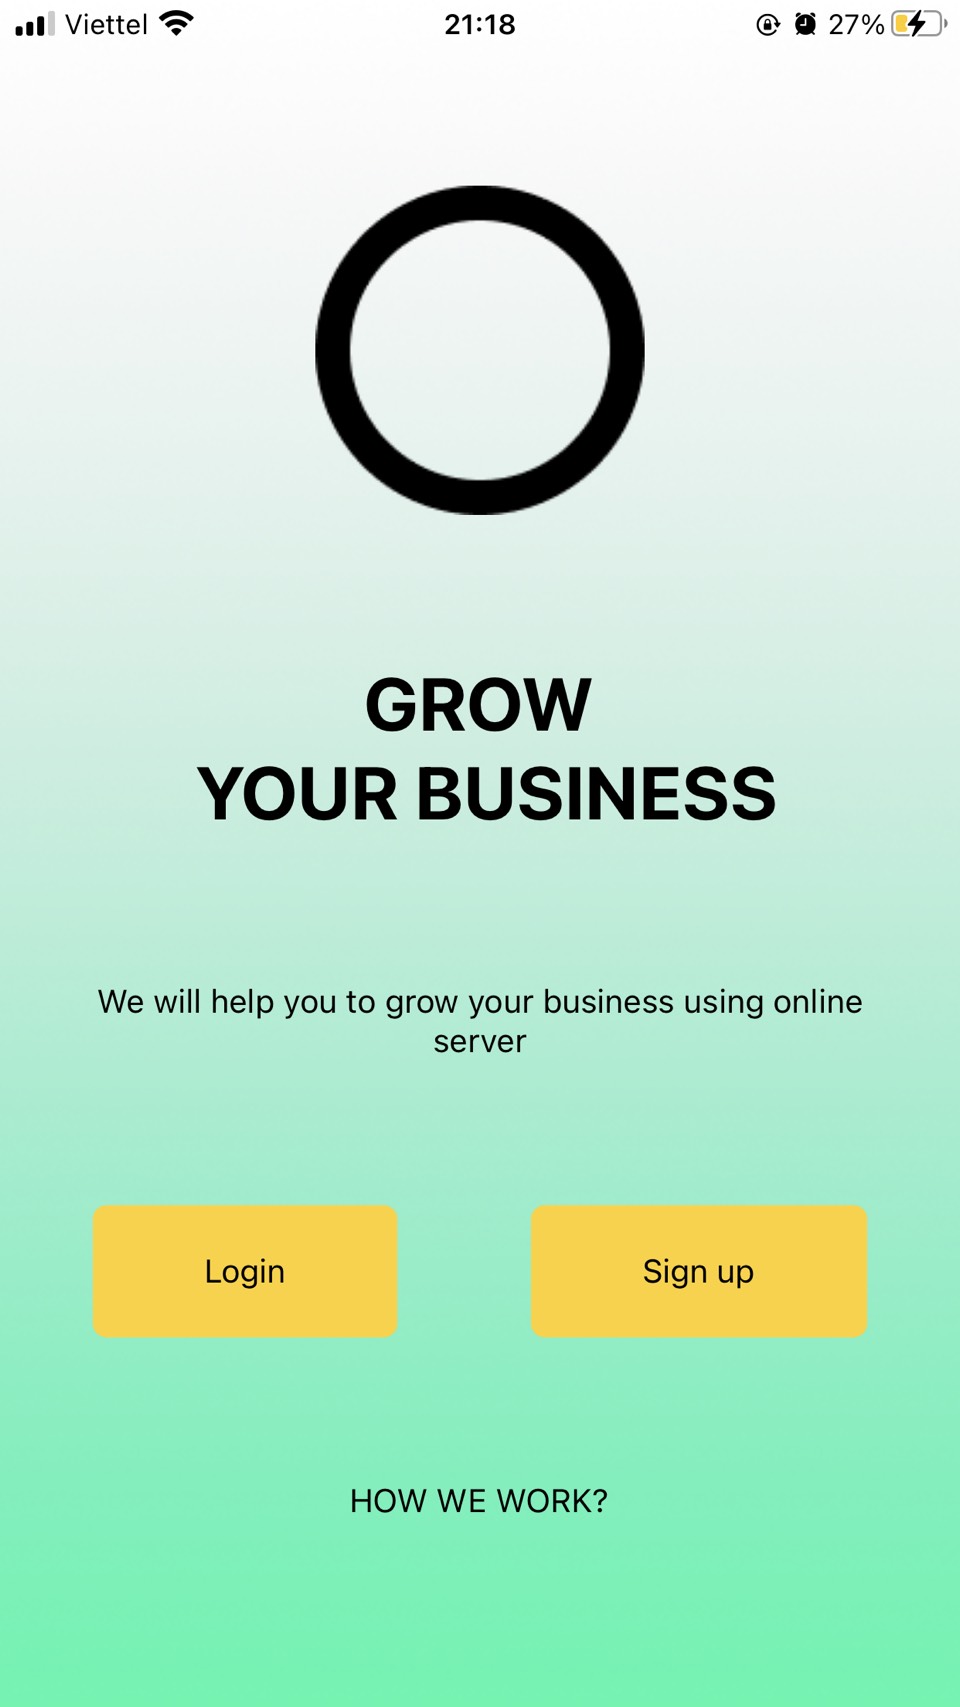 Viettel 21:18 27%
GROW
YOUR BUSINESS
We will help you to grow your business using online
server
Login Sign up
HOW WE WORK?